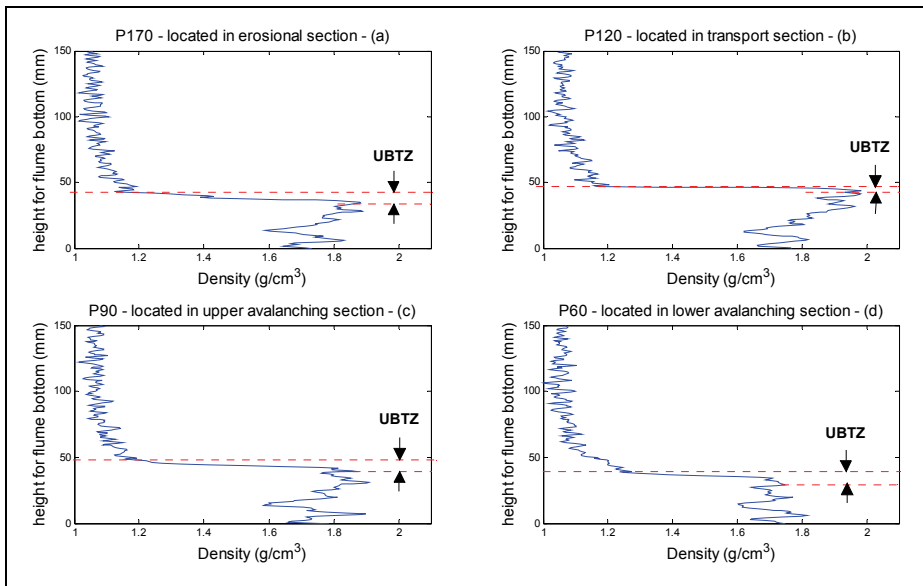 P170 - located in erosional section - (a)
height for flume bottom (mm)
150
100
50
0
UBTZ
1 1.2 1.4 1.6 1.8 2
Density (g/cm3)
P120 - located in transport section - (b)
height for flume bottom (mm)
150
100
50
0
UBTZ
1 1.2 1.4 1.6 1.8 2
Density (g/cm3)
P90 - located in upper avalanching section - (c)
height for flume bottom (mm)
150
100
50
0
UBTZ
1 1.2 1.4 1.6 1.8 2
Density (g/cm3)
P60 - located in lower avalanching section - (d)
height for flume bottom (mm)
150
100
50
0
UBTZ
1 1.2 1.4 1.6 1.8 2
Density (g/cm3)